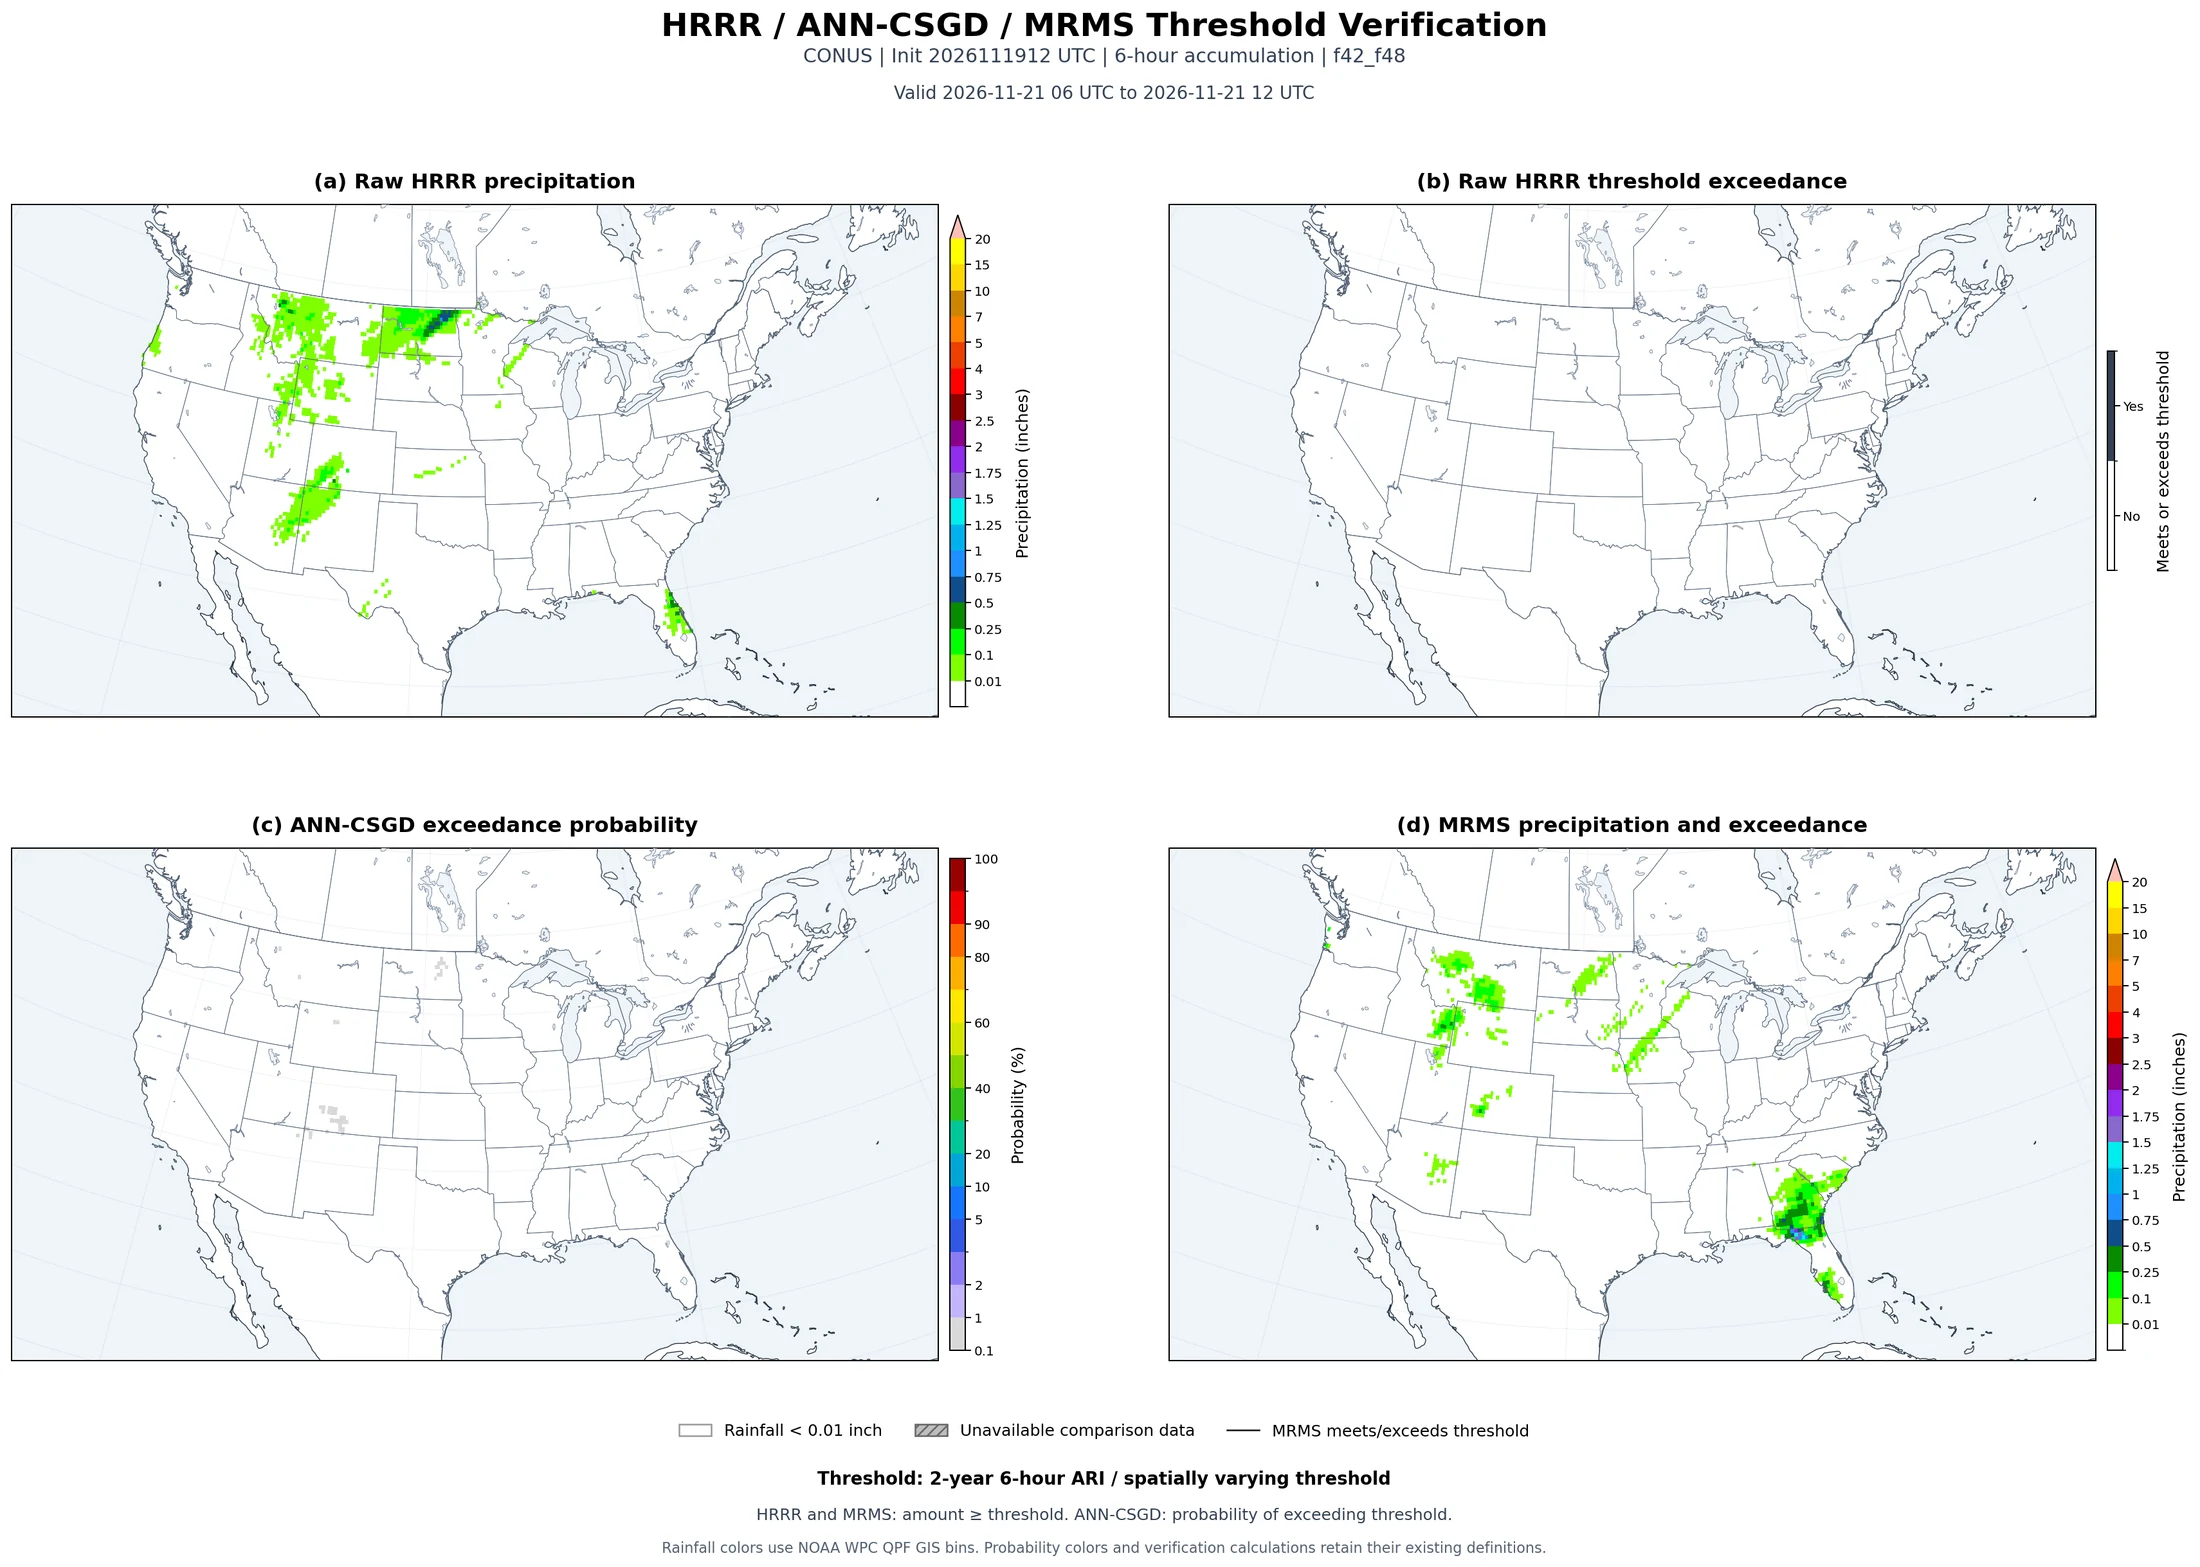 HRRR / ANN-CSGD / MRMS Threshold Verification
CONUS | Init 2026111912 UTC | 6-hour accumulation | f42_f48
Valid 2026-11-21 06 UTC to 2026-11-21 12 UTC
(a) Raw HRRR precipitation
20
15
10
7
5
4
3
2.5
2
1.75
1.5
1.25
1
0.75
0.5
0.25
0.1
0.01
Precipitation (inches)
(b) Raw HRRR threshold exceedance
Yes
No
Meets or exceeds threshold
(c) ANN-CSGD exceedance probability
100
90
80
60
40
20
10
5
2
1
0.1
Probability (%)
(d) MRMS precipitation and exceedance
20
15
10
7
5
4
3
2.5
2
1.75
1.5
1.25
1
0.75
0.5
0.25
0.1
0.01
Precipitation (inches)
Rainfall < 0.01 inch
Unavailable comparison data
MRMS meets/exceeds threshold
Threshold: 2-year 6-hour ARI / spatially varying threshold
HRRR and MRMS: amount ≥ threshold. ANN-CSGD: probability of exceeding threshold.
Rainfall colors use NOAA WPC QPF GIS bins. Probability colors and verification calculations retain their existing definitions.